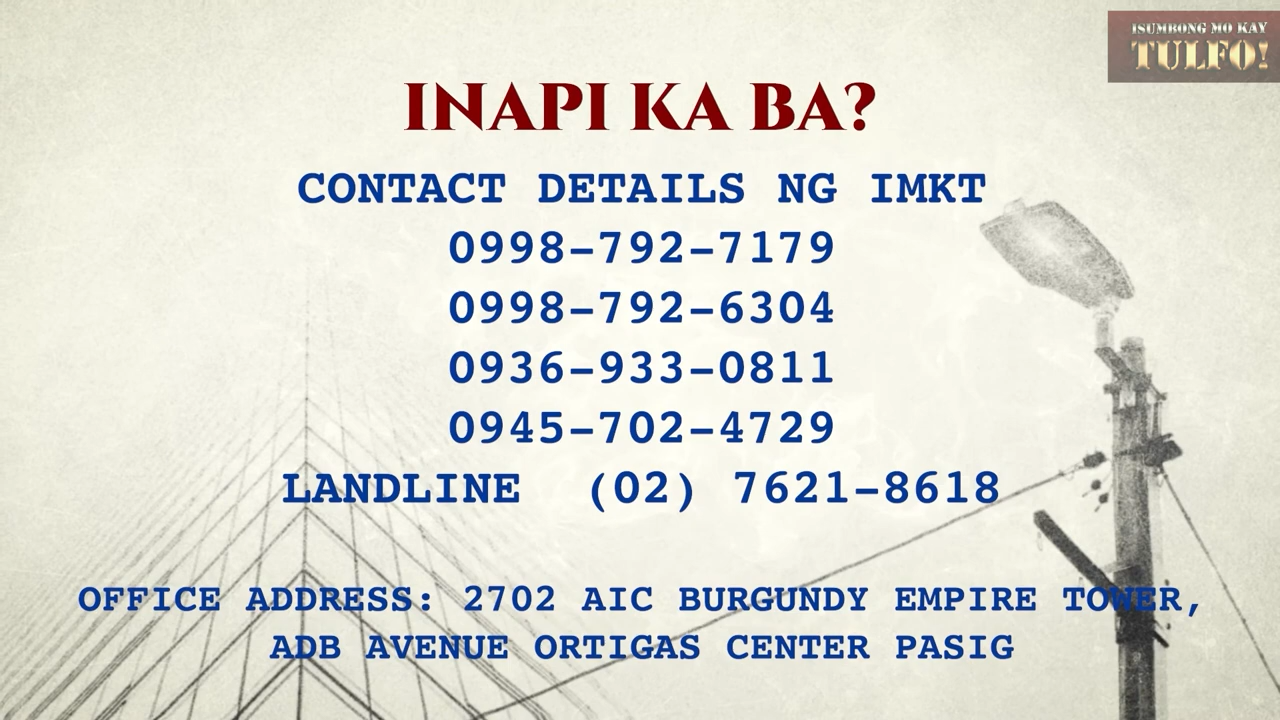 ISUMBONG MO KAY
TULFO!
INAPI KA BA?
CONTACT DETAILS NG IMKT
0998-792-7179
0998-792-6304
0936-933-0811
0945-702-4729
LANDLINE (02) 7621-8618
OFFICE ADDRESS: 2702 AIC BURGUNDY EMPIRE TOWER,
ADB AVENUE ORTIGAS CENTER PASIG